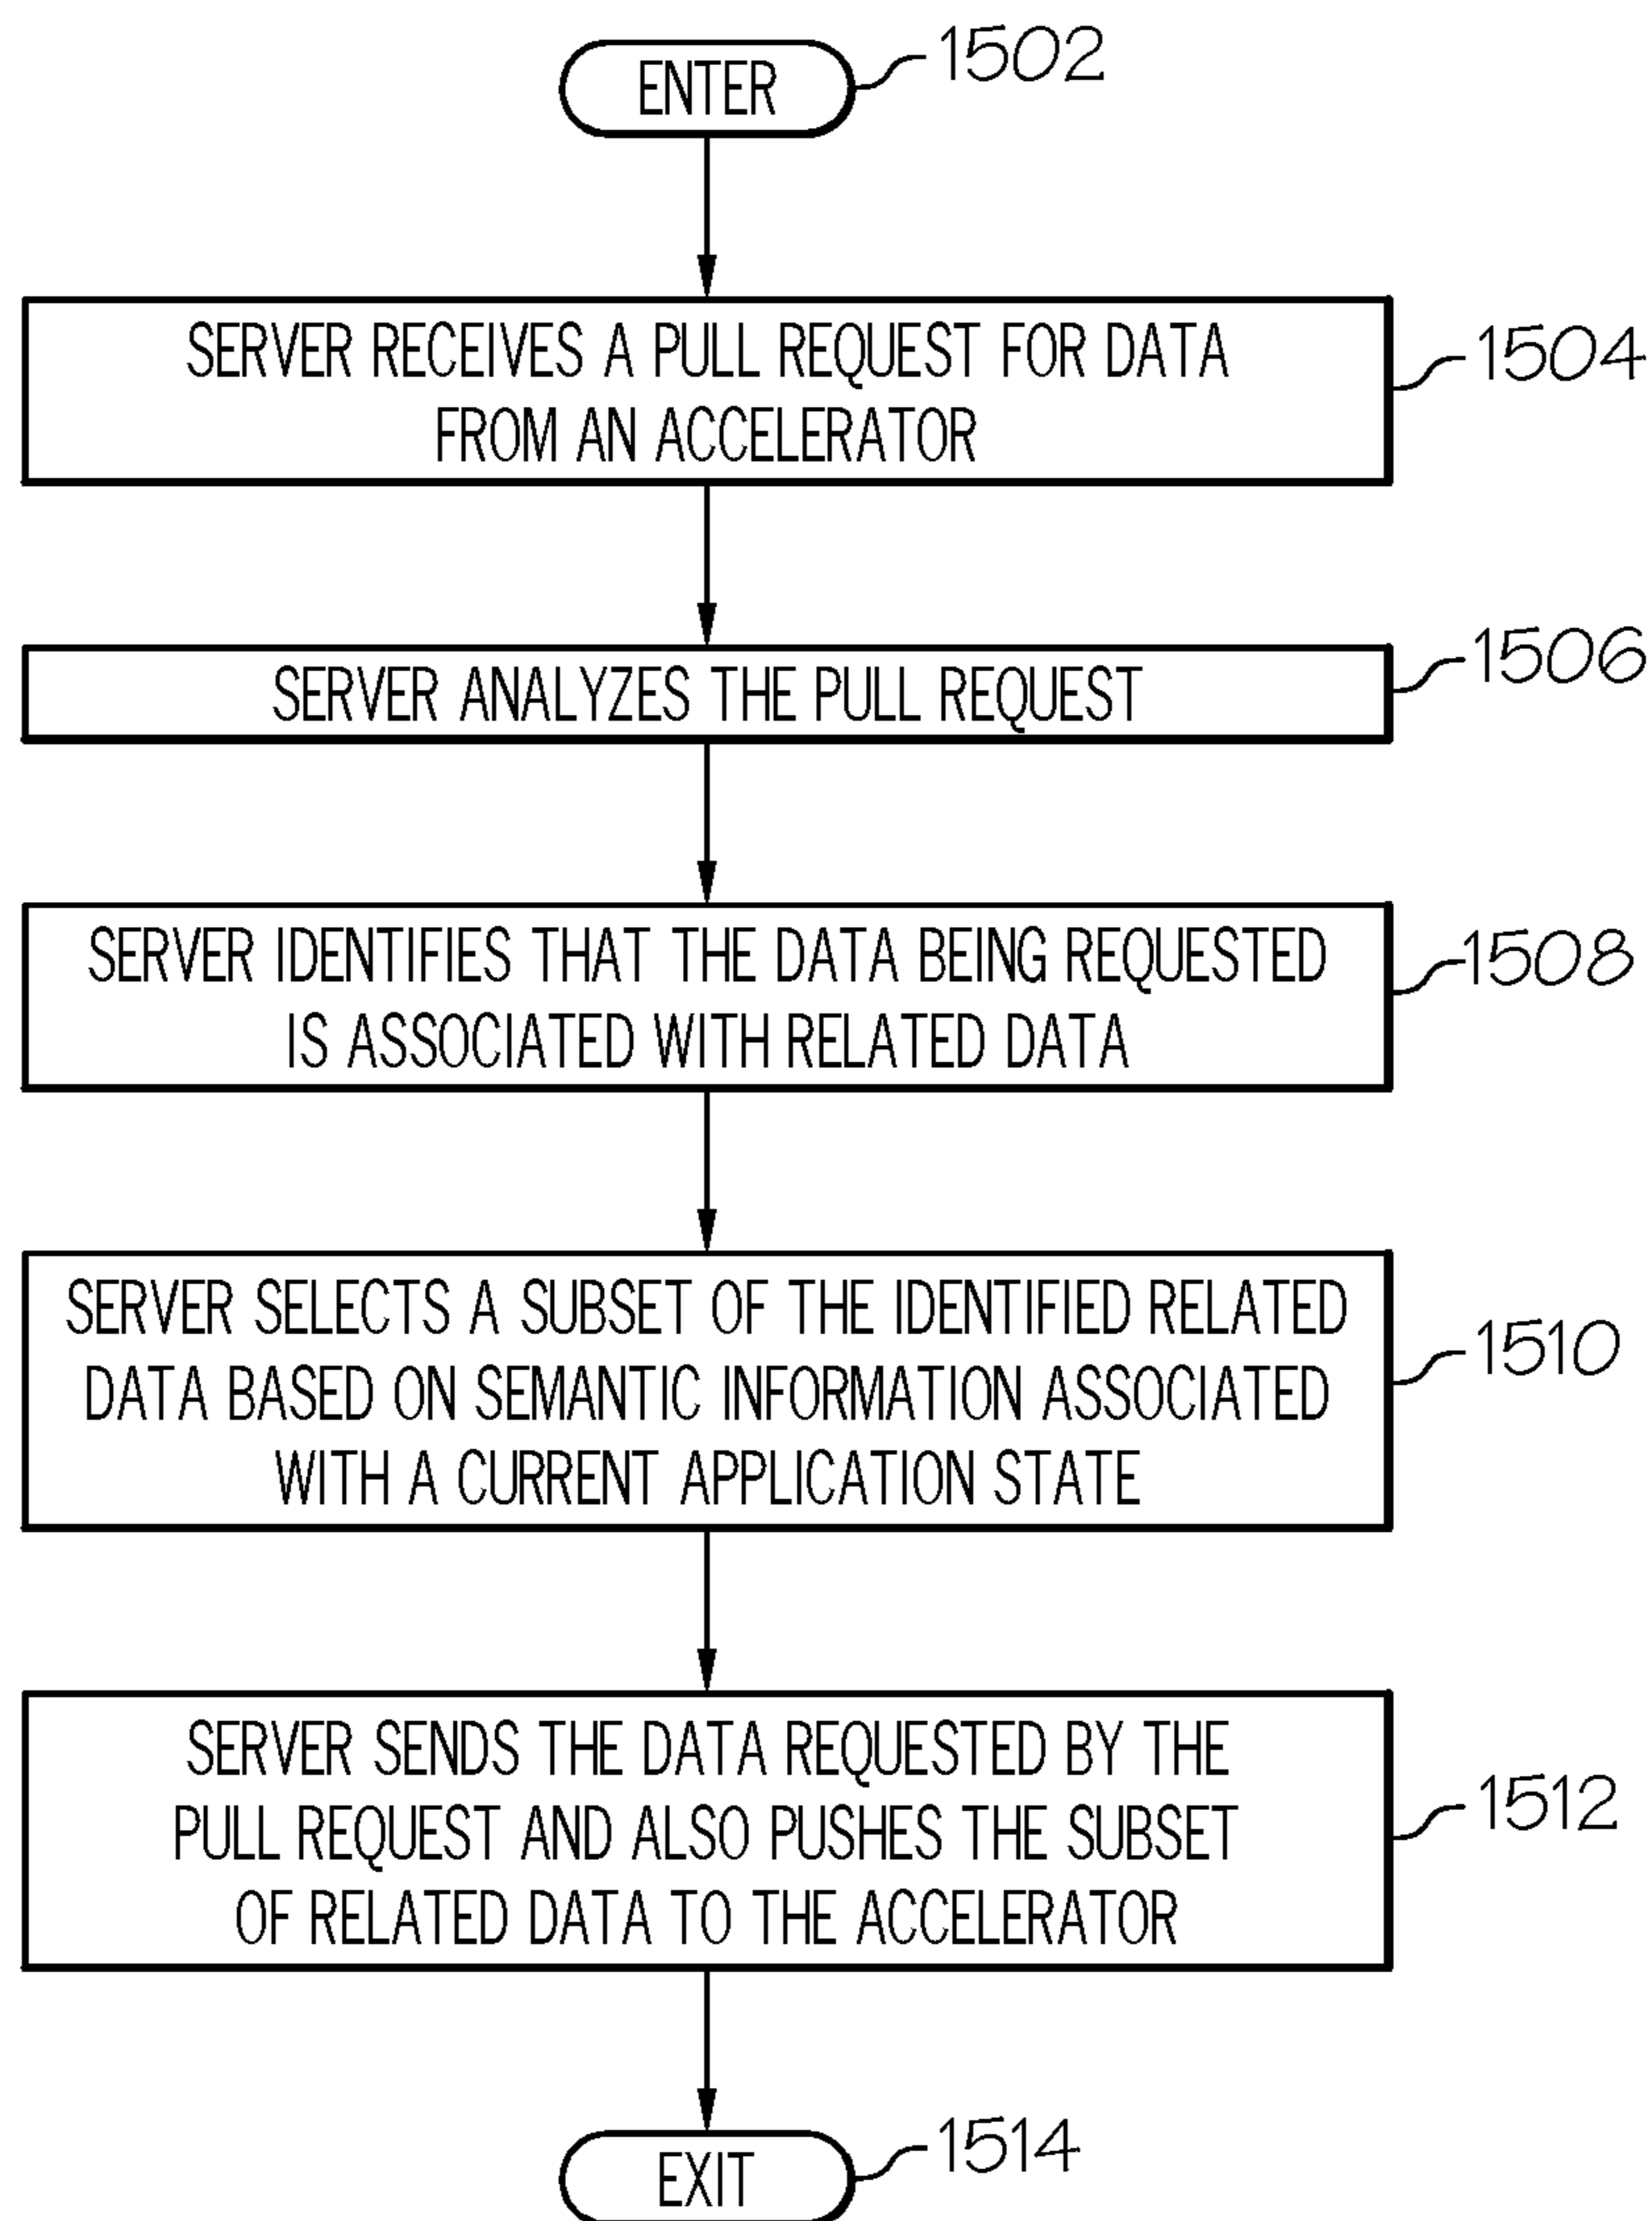 ENTER
1502
SERVER RECEIVES A PULL REQUEST FOR DATA
FROM AN ACCELERATOR
1504
SERVER ANALYZES THE PULL REQUEST
1506
SERVER IDENTIFIES THAT THE DATA BEING REQUESTED
IS ASSOCIATED WITH RELATED DATA
1508
SERVER SELECTS A SUBSET OF THE IDENTIFIED RELATED
DATA BASED ON SEMANTIC INFORMATION ASSOCIATED
WITH A CURRENT APPLICATION STATE
1510
SERVER SENDS THE DATA REQUESTED BY THE
PULL REQUEST AND ALSO PUSHES THE SUBSET
OF RELATED DATA TO THE ACCELERATOR
1512
EXIT
1514